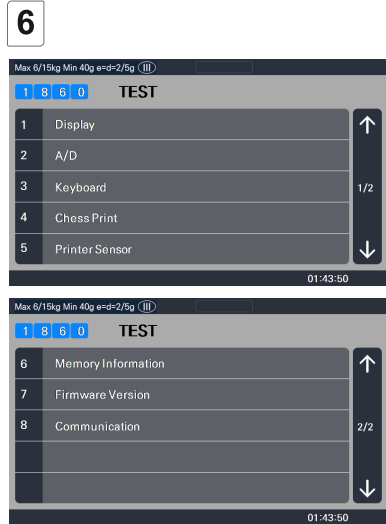 6
Max 6/15kg Min 40g e=d=2/5g III
1 8 6 0 TEST
1 Display
2 A/D
3 Keyboard
1/2
4 Chess Print
5 Printer Sensor
01:43:50
Max 6/15kg Min 40g e=d=2/5g III
1 8 6 0 TEST
6 Memory Information
7 Firmware Version
8 Communication
2/2
01:43:50